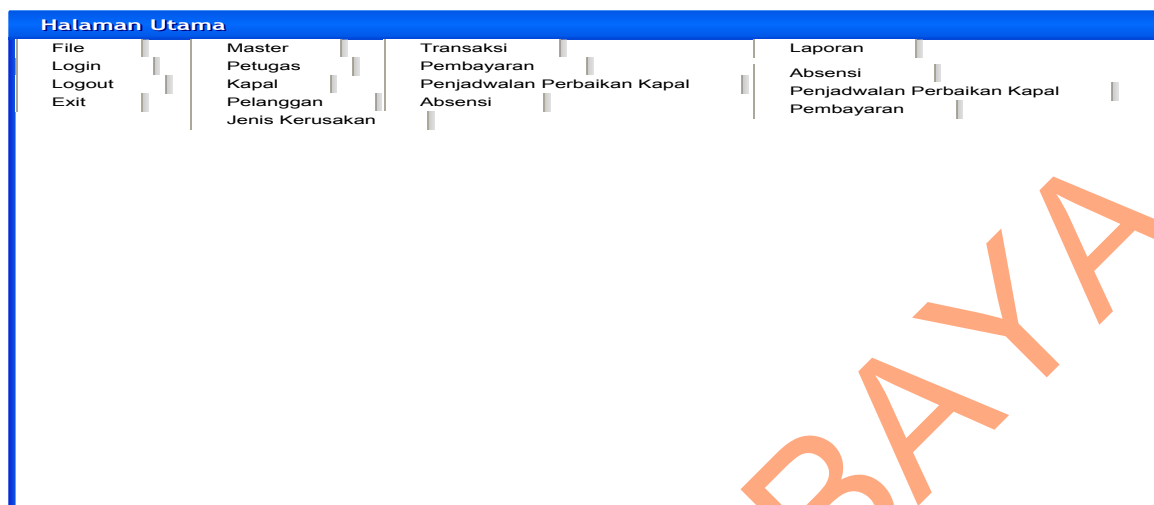 Halaman Utama
File
Login
Logout
Exit
Master
Petugas
Kapal
Pelanggan
Jenis Kerusakan
Transaksi
Pembayaran
Penjadwalan Perbaikan Kapal
Absensi
Laporan
Absensi
Penjadwalan Perbaikan Kapal
Pembayaran
BAYA